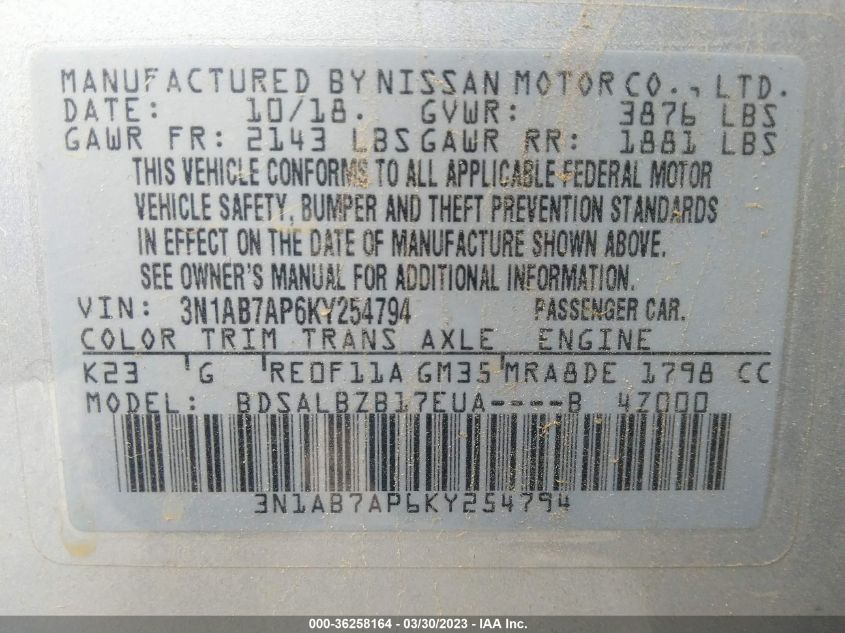 MANUFACTURED BY NISSAN MOTOR CO., LTD.
DATE: 10/18. GVWR: 3876 LBS
GAWR FR: 2143 LBS GAWR RR: 1881 LBS
THIS VEHICLE CONFORMS TO ALL APPLICABLE FEDERAL MOTOR
VEHICLE SAFETY, BUMPER AND THEFT PREVENTION STANDARDS
IN EFFECT ON THE DATE OF MANUFACTURE SHOWN ABOVE.
SEE OWNER'S MANUAL FOR ADDITIONAL INFORMATION.
VIN: 3N1AB7AP6KY254794 PASSENGER CAR.
COLOR TRIM TRANS AXLE ENGINE
K23 'G 'RE0F11A GM35 'MRA8DE 1798 CC
MODEL: BDSALBZB17EUA----B 4Z000
3N1AB7AP6KY254794
000-36258164 — 03/30/2023 — IAA Inc.